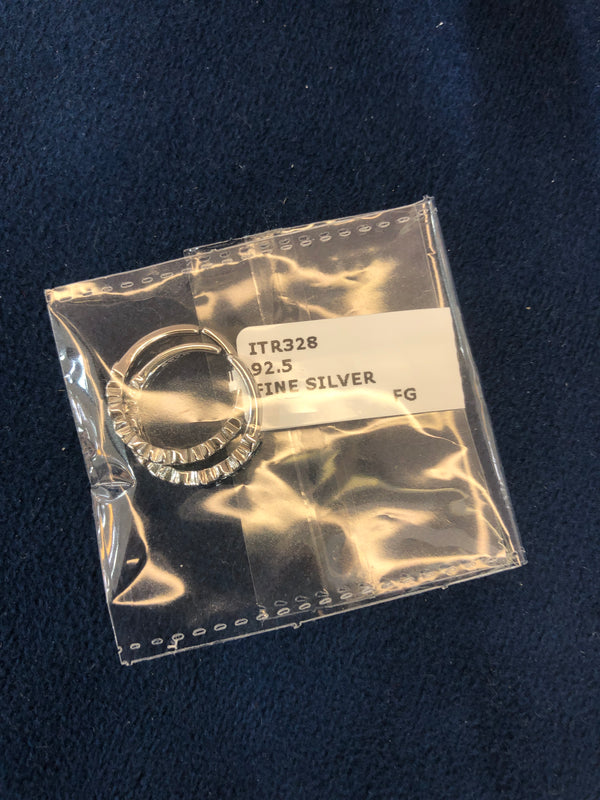 ITR328
92.5
FINE SILVER
FG